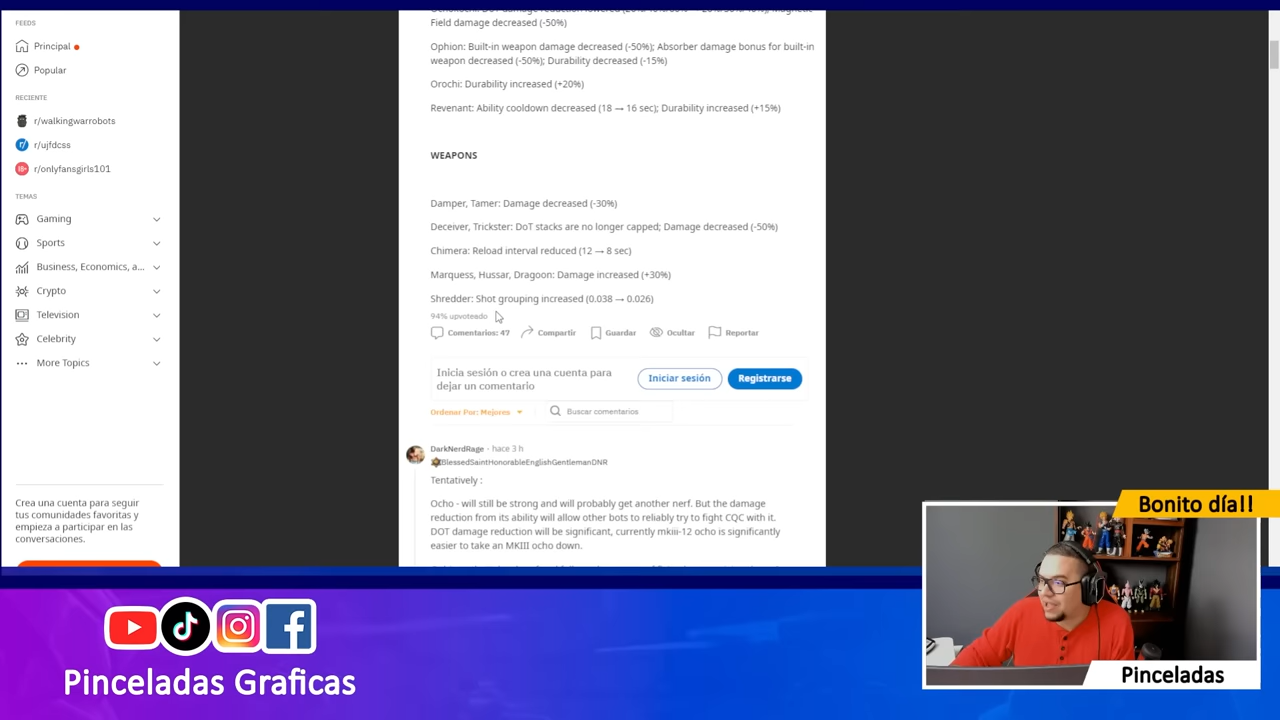 FEEDS
Principal
Popular
RECIENTE
r/walkingwarrobots
r/ujfdcss
18+ r/onlyfansgirls101
TEMAS
Gaming
Sports
Business, Economics, a...
Crypto
Television
Celebrity
More Topics
Crea una cuenta para seguir
tus comunidades favoritas y
empieza a participar en las
conversaciones.
Field damage decreased (-50%)
Ophion: Built-in weapon damage decreased (-50%); Absorber damage bonus for built-in
weapon decreased (-50%); Durability decreased (-15%)
Orochi: Durability increased (+20%)
Revenant: Ability cooldown decreased (18 → 16 sec); Durability increased (+15%)
WEAPONS
Damper, Tamer: Damage decreased (-30%)
Deceiver, Trickster: DoT stacks are no longer capped; Damage decreased (-50%)
Chimera: Reload interval reduced (12 → 8 sec)
Marquess, Hussar, Dragoon: Damage increased (+30%)
Shredder: Shot grouping increased (0.038 → 0.026)
94% upvoteado
Comentarios: 47 Compartir Guardar Ocultar Reportar
Inicia sesión o crea una cuenta para
dejar un comentario
Iniciar sesión Registrarse
Ordenar Por: Mejores Buscar comentarios
DarkNerdRage · hace 3 h
BlessedSaintHonorableEnglishGentlemanDNR
Tentatively :
Ocho - will still be strong and will probably get another nerf. But the damage
reduction from its ability will allow other bots to reliably try to fight CQC with it.
DOT damage reduction will be significant, currently mkiii-12 ocho is significantly
easier to take an MKIII ocho down.
Bonito día!!
Pinceladas
Pinceladas Graficas